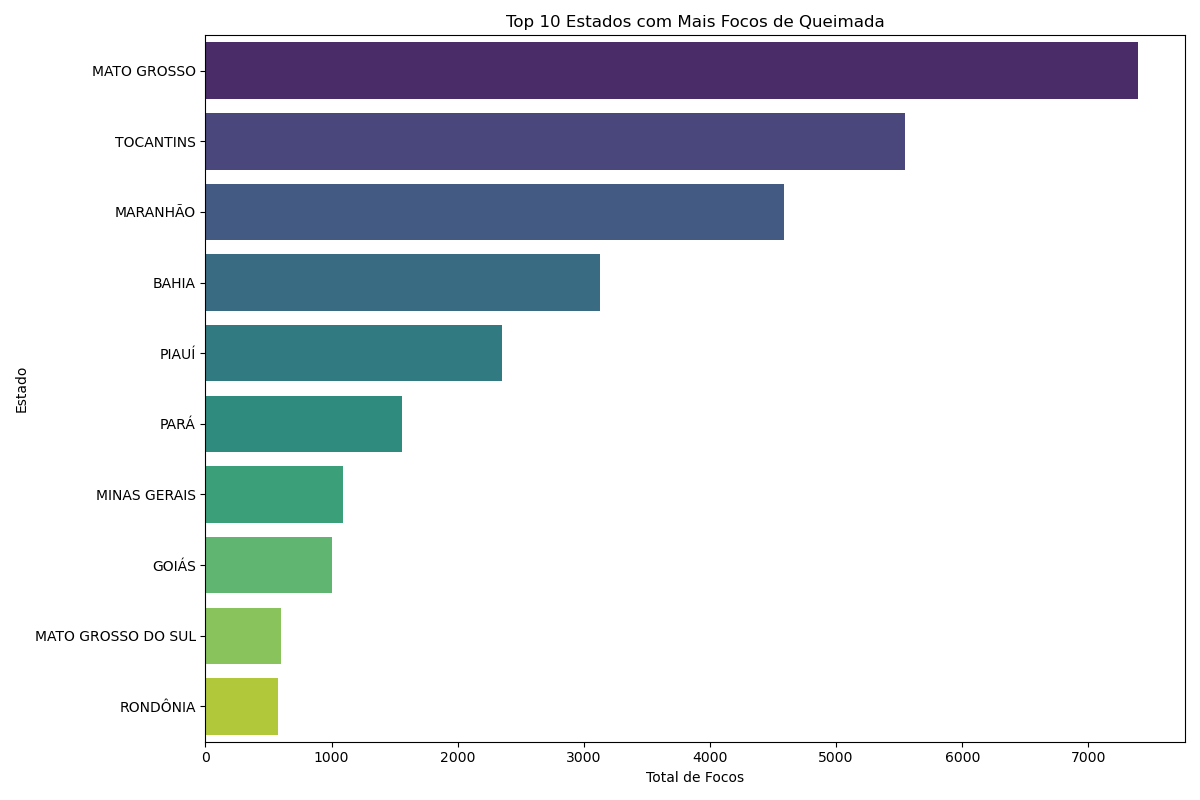 Top 10 Estados com Mais Focos de Queimada
MATO GROSSO
TOCANTINS
MARANHÃO
BAHIA
PIAUÍ
PARÁ
MINAS GERAIS
GOIÁS
MATO GROSSO DO SUL
RONDÔNIA
Estado
0 1000 2000 3000 4000 5000 6000 7000
Total de Focos